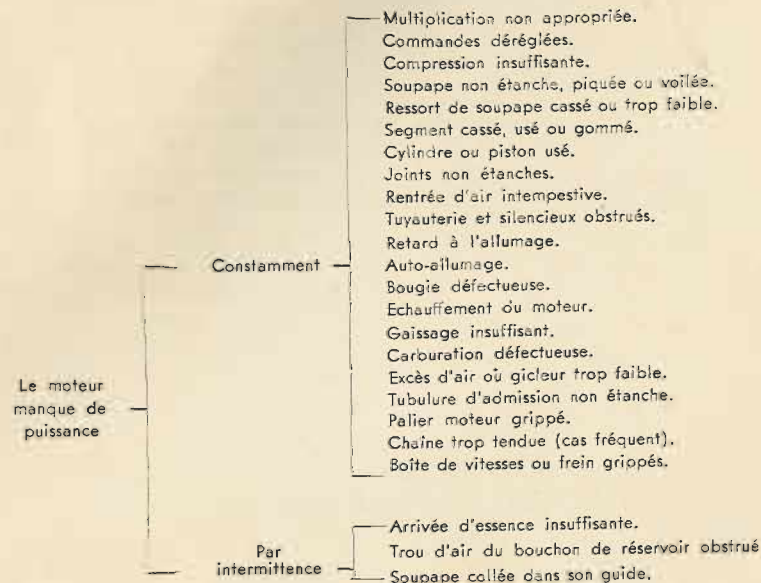 Multiplication non appropriée.
Commandes déréglées.
Compression insuffisante.
Soupape non étanche, piquée ou voilée.
Ressort de soupape cassé ou trop faible.
Segment cassé, usé ou gommé.
Cylindre ou piston usé.
Joints non étanches.
Rentrée d'air intempestive.
Tuyauterie et silencieux obstrués.
Constamment
Retard à l'allumage.
Auto-allumage.
Bougie défectueuse.
Echauffement du moteur.
Gaissage insuffisant.
Carburation défectueuse.
Excès d'air où gicleur trop faible.
Tubulure d'admission non étanche.
Palier moteur grippé.
Chaîne trop tendue (cas fréquent).
Boîte de vitesses ou frein grippés.
Le moteur
manque de
puissance
Par
intermittence
Arrivée d'essence insuffisante.
Trou d'air du bouchon de réservoir obstrué
Soupape collée dans son guide.